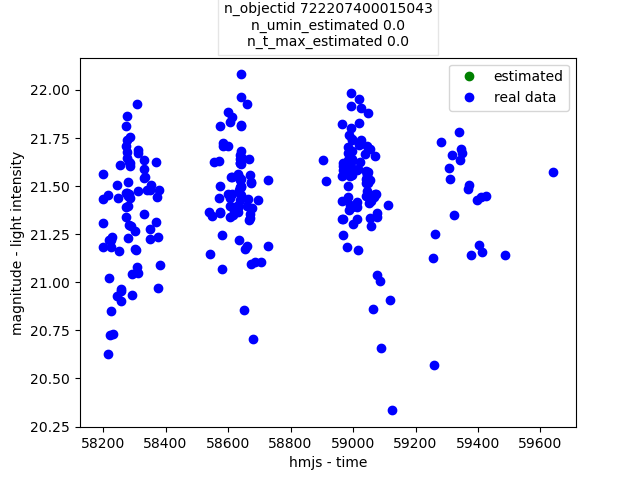 n_objectid 722207400015043
n_umin_estimated 0.0
n_t_max_estimated 0.0
estimated
real data
magnitude - light intensity
22.00
21.75
21.50
21.25
21.00
20.75
20.50
20.25
58200 58400 58600 58800 59000 59200 59400 59600
hmjs - time